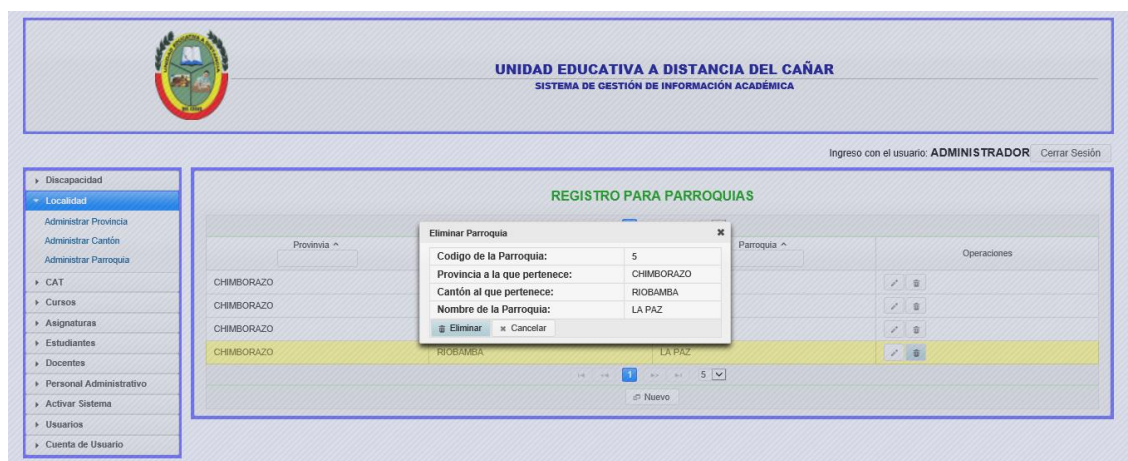 UNIDAD EDUCATIVA A DISTANCIA DEL CAÑAR
SISTEMA DE GESTIÓN DE INFORMACIÓN ACADÉMICA
Ingreso con el usuario: ADMINISTRADOR Cerrar Sesión
Discapacidad
Localidad
Administrar Provincia
Administrar Cantón
Administrar Parroquia
CAT
Cursos
Asignaturas
Estudiantes
Docentes
Personal Administrativo
Activar Sistema
Usuarios
Cuenta de Usuario
REGISTRO PARA PARROQUIAS
Provinvia Parroquia Operaciones
CHIMBORAZO
CHIMBORAZO
CHIMBORAZO
CHIMBORAZO RIOBAMBA LA PAZ
1 5
Nuevo
Eliminar Parroquia
Codigo de la Parroquia: 5
Provincia a la que pertenece: CHIMBORAZO
Cantón al que pertenece: RIOBAMBA
Nombre de la Parroquia: LA PAZ
Eliminar Cancelar